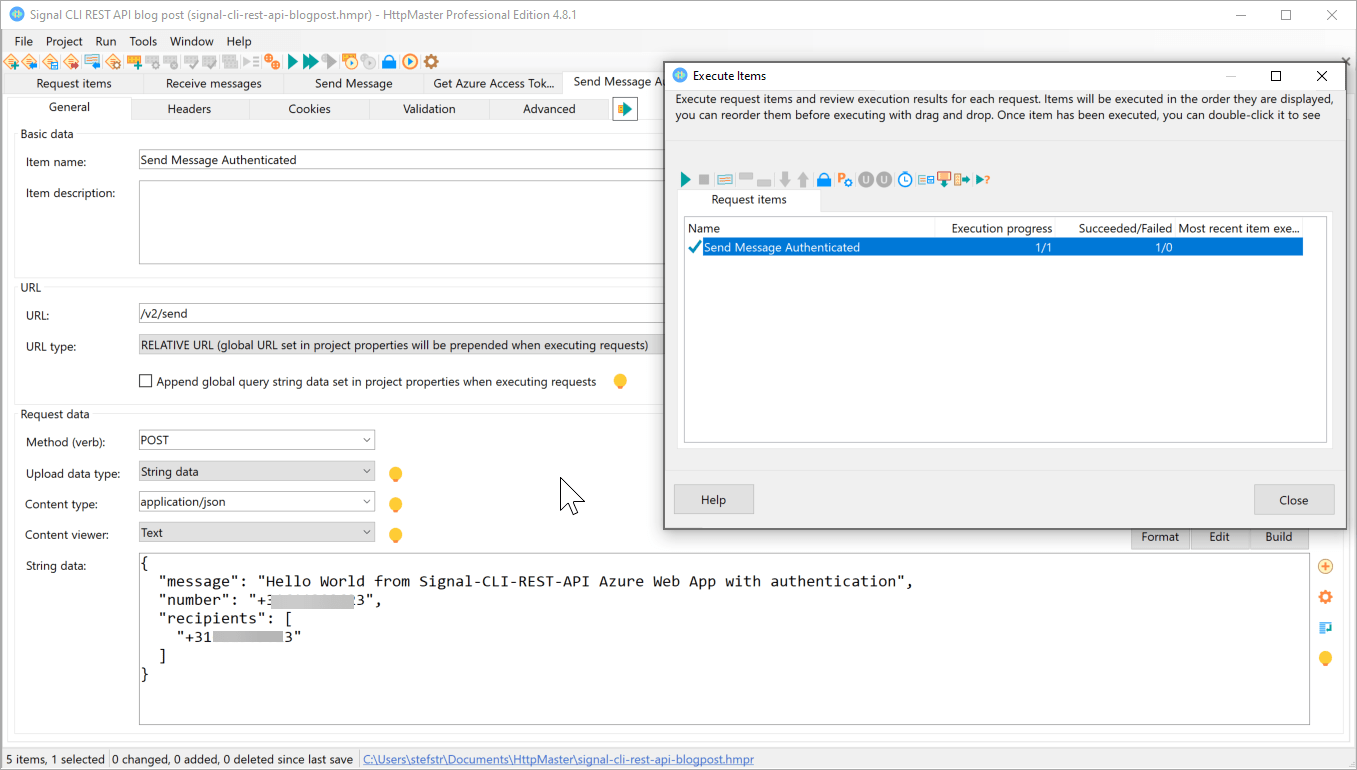 Signal CLI REST API blog post (signal-cli-rest-api-blogpost.hmpr) - HttpMaster Professional Edition 4.8.1
File Project Run Tools Window Help
Request items Receive messages Send Message Get Azure Access Tok... Send Message Au
General Headers Cookies Validation Advanced
Basic data
Item name: Send Message Authenticated
Item description:
URL
URL: /v2/send
URL type: RELATIVE URL (global URL set in project properties will be prepended when executing requests)
Append global query string data set in project properties when executing requests
Request data
Method (verb): POST
Upload data type: String data
Content type: application/json
Content viewer: Text
Format Edit Build
String data:
{
"message": "Hello World from Signal-CLI-REST-API Azure Web App with authentication",
"number": "+3 3",
"recipients": [
"+31 3"
]
}
5 items, 1 selected 0 changed, 0 added, 0 deleted since last save C:\Users\stefstr\Documents\HttpMaster\signal-cli-rest-api-blogpost.hmpr
Execute Items
Execute request items and review execution results for each request. Items will be executed in the order they are displayed,
you can reorder them before executing with drag and drop. Once item has been executed, you can double-click it to see
Request items
Name Execution progress Succeeded/Failed Most recent item exe...
Send Message Authenticated 1/1 1/0
Help Close